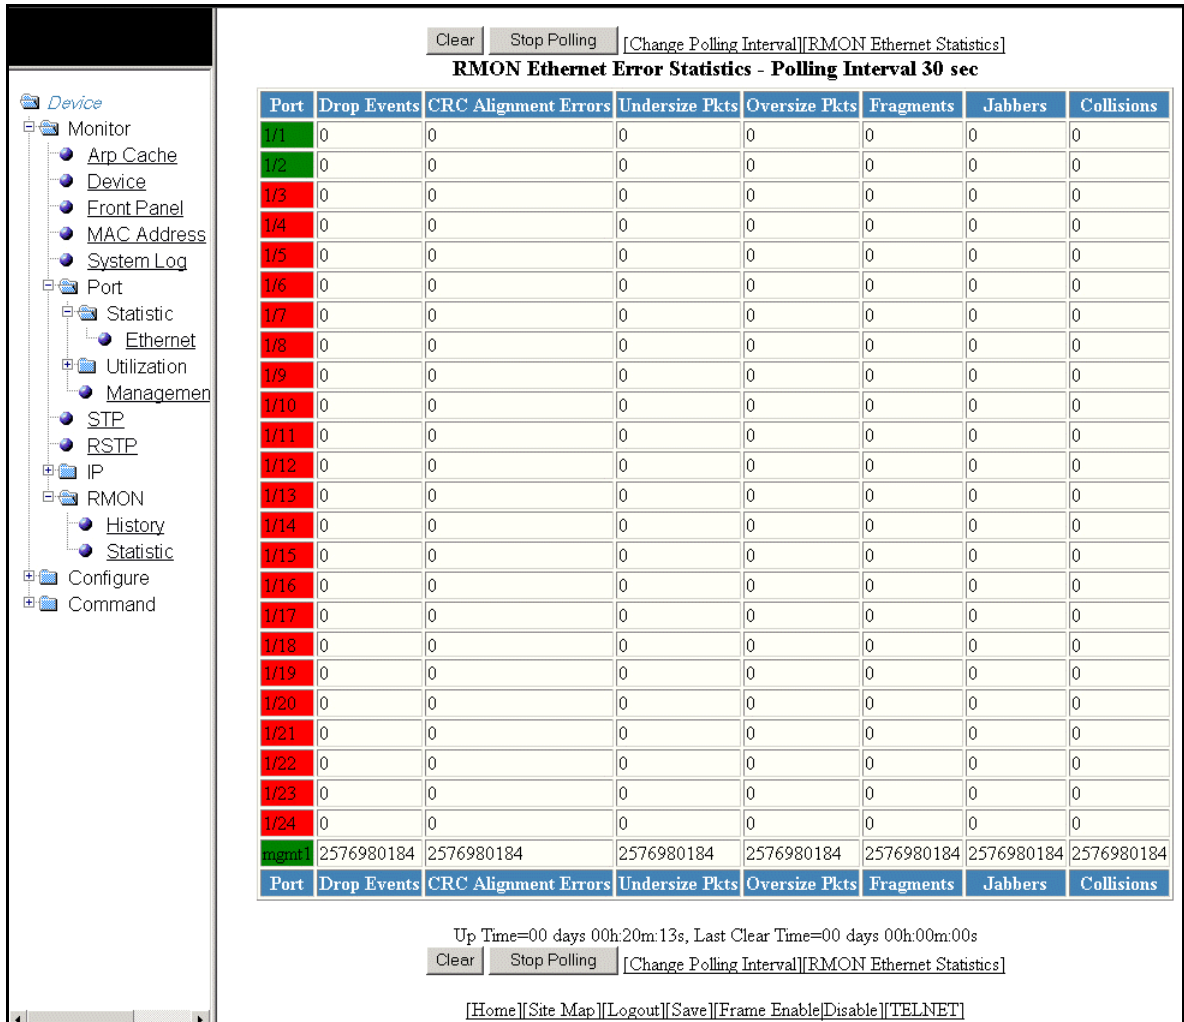 Clear Stop Polling [Change Polling Interval][RMON Ethernet Statistics]
RMON Ethernet Error Statistics - Polling Interval 30 sec
Device
Monitor
Arp Cache
Device
Front Panel
MAC Address
System Log
Port
Statistic
Ethernet
Utilization
Managemen
STP
RSTP
IP
RMON
History
Statistic
Configure
Command
Port Drop Events CRC Alignment Errors Undersize Pkts Oversize Pkts Fragments Jabbers Collisions
1/1 0 0 0 0 0 0 0
1/2 0 0 0 0 0 0 0
1/3 0 0 0 0 0 0 0
1/4 0 0 0 0 0 0 0
1/5 0 0 0 0 0 0 0
1/6 0 0 0 0 0 0 0
1/7 0 0 0 0 0 0 0
1/8 0 0 0 0 0 0 0
1/9 0 0 0 0 0 0 0
1/10 0 0 0 0 0 0 0
1/11 0 0 0 0 0 0 0
1/12 0 0 0 0 0 0 0
1/13 0 0 0 0 0 0 0
1/14 0 0 0 0 0 0 0
1/15 0 0 0 0 0 0 0
1/16 0 0 0 0 0 0 0
1/17 0 0 0 0 0 0 0
1/18 0 0 0 0 0 0 0
1/19 0 0 0 0 0 0 0
1/20 0 0 0 0 0 0 0
1/21 0 0 0 0 0 0 0
1/22 0 0 0 0 0 0 0
1/23 0 0 0 0 0 0 0
1/24 0 0 0 0 0 0 0
mgmt1 2576980184 2576980184 2576980184 2576980184 2576980184 2576980184 2576980184
Port Drop Events CRC Alignment Errors Undersize Pkts Oversize Pkts Fragments Jabbers Collisions
Up Time=00 days 00h:20m:13s, Last Clear Time=00 days 00h:00m:00s
Clear Stop Polling [Change Polling Interval][RMON Ethernet Statistics]
[Home][Site Map][Logout][Save][Frame Enable|Disable][TELNET]